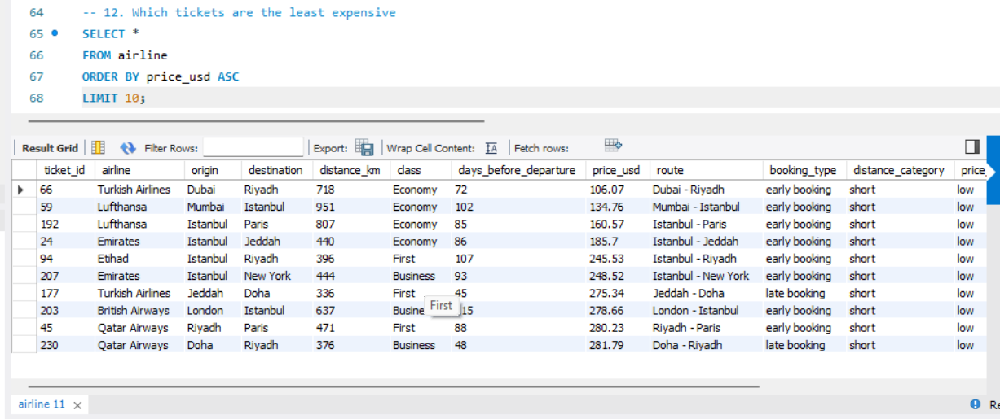 64 -- 12. Which tickets are the least expensive
65 SELECT *
66 FROM airline
67 ORDER BY price_usd ASC
68 LIMIT 10;
Result Grid Filter Rows: Export: Wrap Cell Content: Fetch rows:
ticket_id airline origin destination distance_km class days_before_departure price_usd route booking_type distance_category price_
66 Turkish Airlines Dubai Riyadh 718 Economy 72 106.07 Dubai - Riyadh early booking short low
59 Lufthansa Mumbai Istanbul 951 Economy 102 134.76 Mumbai - Istanbul early booking short low
192 Lufthansa Istanbul Paris 807 Economy 85 160.57 Istanbul - Paris early booking short low
24 Emirates Istanbul Jeddah 440 Economy 86 185.7 Istanbul - Jeddah early booking short low
94 Etihad Istanbul Riyadh 396 First 107 245.53 Istanbul - Riyadh early booking short low
207 Emirates Istanbul New York 444 Business 93 248.52 Istanbul - New York early booking short low
177 Turkish Airlines Jeddah Doha 336 First 45 275.34 Jeddah - Doha late booking short low
203 British Airways London Istanbul 637 Busine First 15 278.66 London - Istanbul early booking short low
45 Qatar Airways Riyadh Paris 471 First 88 280.23 Riyadh - Paris early booking short low
230 Qatar Airways Doha Riyadh 376 Business 48 281.79 Doha - Riyadh late booking short low
airline 11 Re